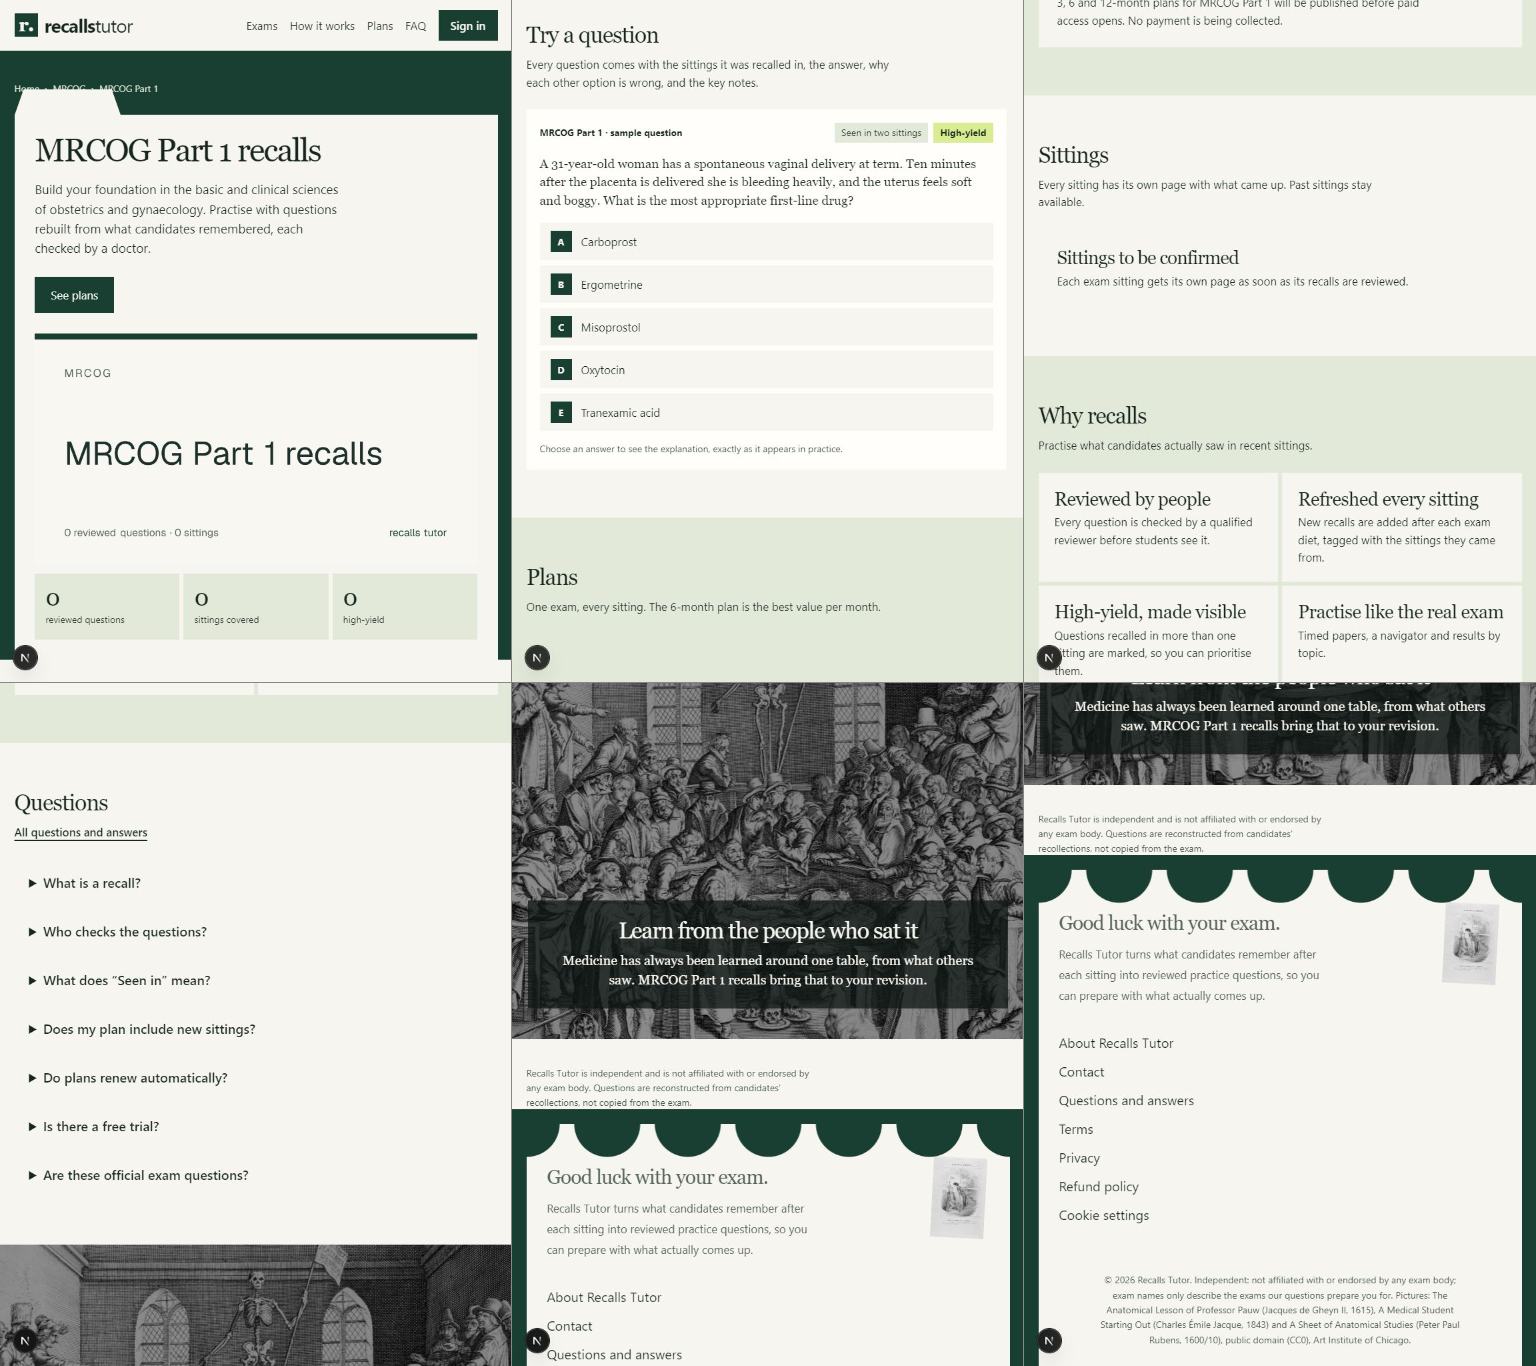 r. recallstutor
Exams How it works Plans FAQ Sign in
Home › MRCOG › MRCOG Part 1
MRCOG Part 1 recalls
Build your foundation in the basic and clinical sciences
of obstetrics and gynaecology. Practise with questions
rebuilt from what candidates remembered, each
checked by a doctor.
See plans
MRCOG
MRCOG Part 1 recalls
0 reviewed questions · 0 sittings recalls tutor
0 0 0
reviewed questions sittings covered high-yield
N
Try a question
Every question comes with the sittings it was recalled in, the answer, why
each other option is wrong, and the key notes.
MRCOG Part 1 · sample question Seen in two sittings High-yield
A 31-year-old woman has a spontaneous vaginal delivery at term. Ten minutes
after the placenta is delivered she is bleeding heavily, and the uterus feels soft
and boggy. What is the most appropriate first-line drug?
A Carboprost
B Ergometrine
C Misoprostol
D Oxytocin
E Tranexamic acid
Choose an answer to see the explanation, exactly as it appears in practice.
Plans
One exam, every sitting. The 6-month plan is the best value per month.
N
3, 6 and 12-month plans for MRCOG Part 1 will be published before paid
access opens. No payment is being collected.
Sittings
Every sitting has its own page with what came up. Past sittings stay
available.
Sittings to be confirmed
Each exam sitting gets its own page as soon as its recalls are reviewed.
Why recalls
Practise what candidates actually saw in recent sittings.
Reviewed by people
Every question is checked by a qualified
reviewer before students see it.
Refreshed every sitting
New recalls are added after each exam
diet, tagged with the sittings they came
from.
High-yield, made visible
Questions recalled in more than one
sitting are marked, so you can prioritise
them.
Practise like the real exam
Timed papers, a navigator and results by
topic.
N
Questions
All questions and answers
What is a recall?
Who checks the questions?
What does “Seen in” mean?
Does my plan include new sittings?
Do plans renew automatically?
Is there a free trial?
Are these official exam questions?
N
Learn from the people who sat it
Medicine has always been learned around one table, from what others
saw. MRCOG Part 1 recalls bring that to your revision.
Recalls Tutor is independent and is not affiliated with or endorsed by
any exam body. Questions are reconstructed from candidates'
recollections, not copied from the exam.
Good luck with your exam.
Recalls Tutor turns what candidates remember after
each sitting into reviewed practice questions, so you
can prepare with what actually comes up.
About Recalls Tutor
Contact
Questions and answers
N
Learn from the people who sat it
Medicine has always been learned around one table, from what others
saw. MRCOG Part 1 recalls bring that to your revision.
Recalls Tutor is independent and is not affiliated with or endorsed by
any exam body. Questions are reconstructed from candidates'
recollections, not copied from the exam.
Good luck with your exam.
Recalls Tutor turns what candidates remember after
each sitting into reviewed practice questions, so you
can prepare with what actually comes up.
About Recalls Tutor
Contact
Questions and answers
Terms
Privacy
Refund policy
Cookie settings
© 2026 Recalls Tutor. Independent: not affiliated with or endorsed by any exam body;
exam names only describe the exams our questions prepare you for. Pictures: The
Anatomical Lesson of Professor Pauw (Jacques de Gheyn II, 1615), A Medical Student
Starting Out (Charles Émile Jacque, 1843) and A Sheet of Anatomical Studies (Peter Paul
Rubens, 1600/10), public domain (CC0), Art Institute of Chicago.
N